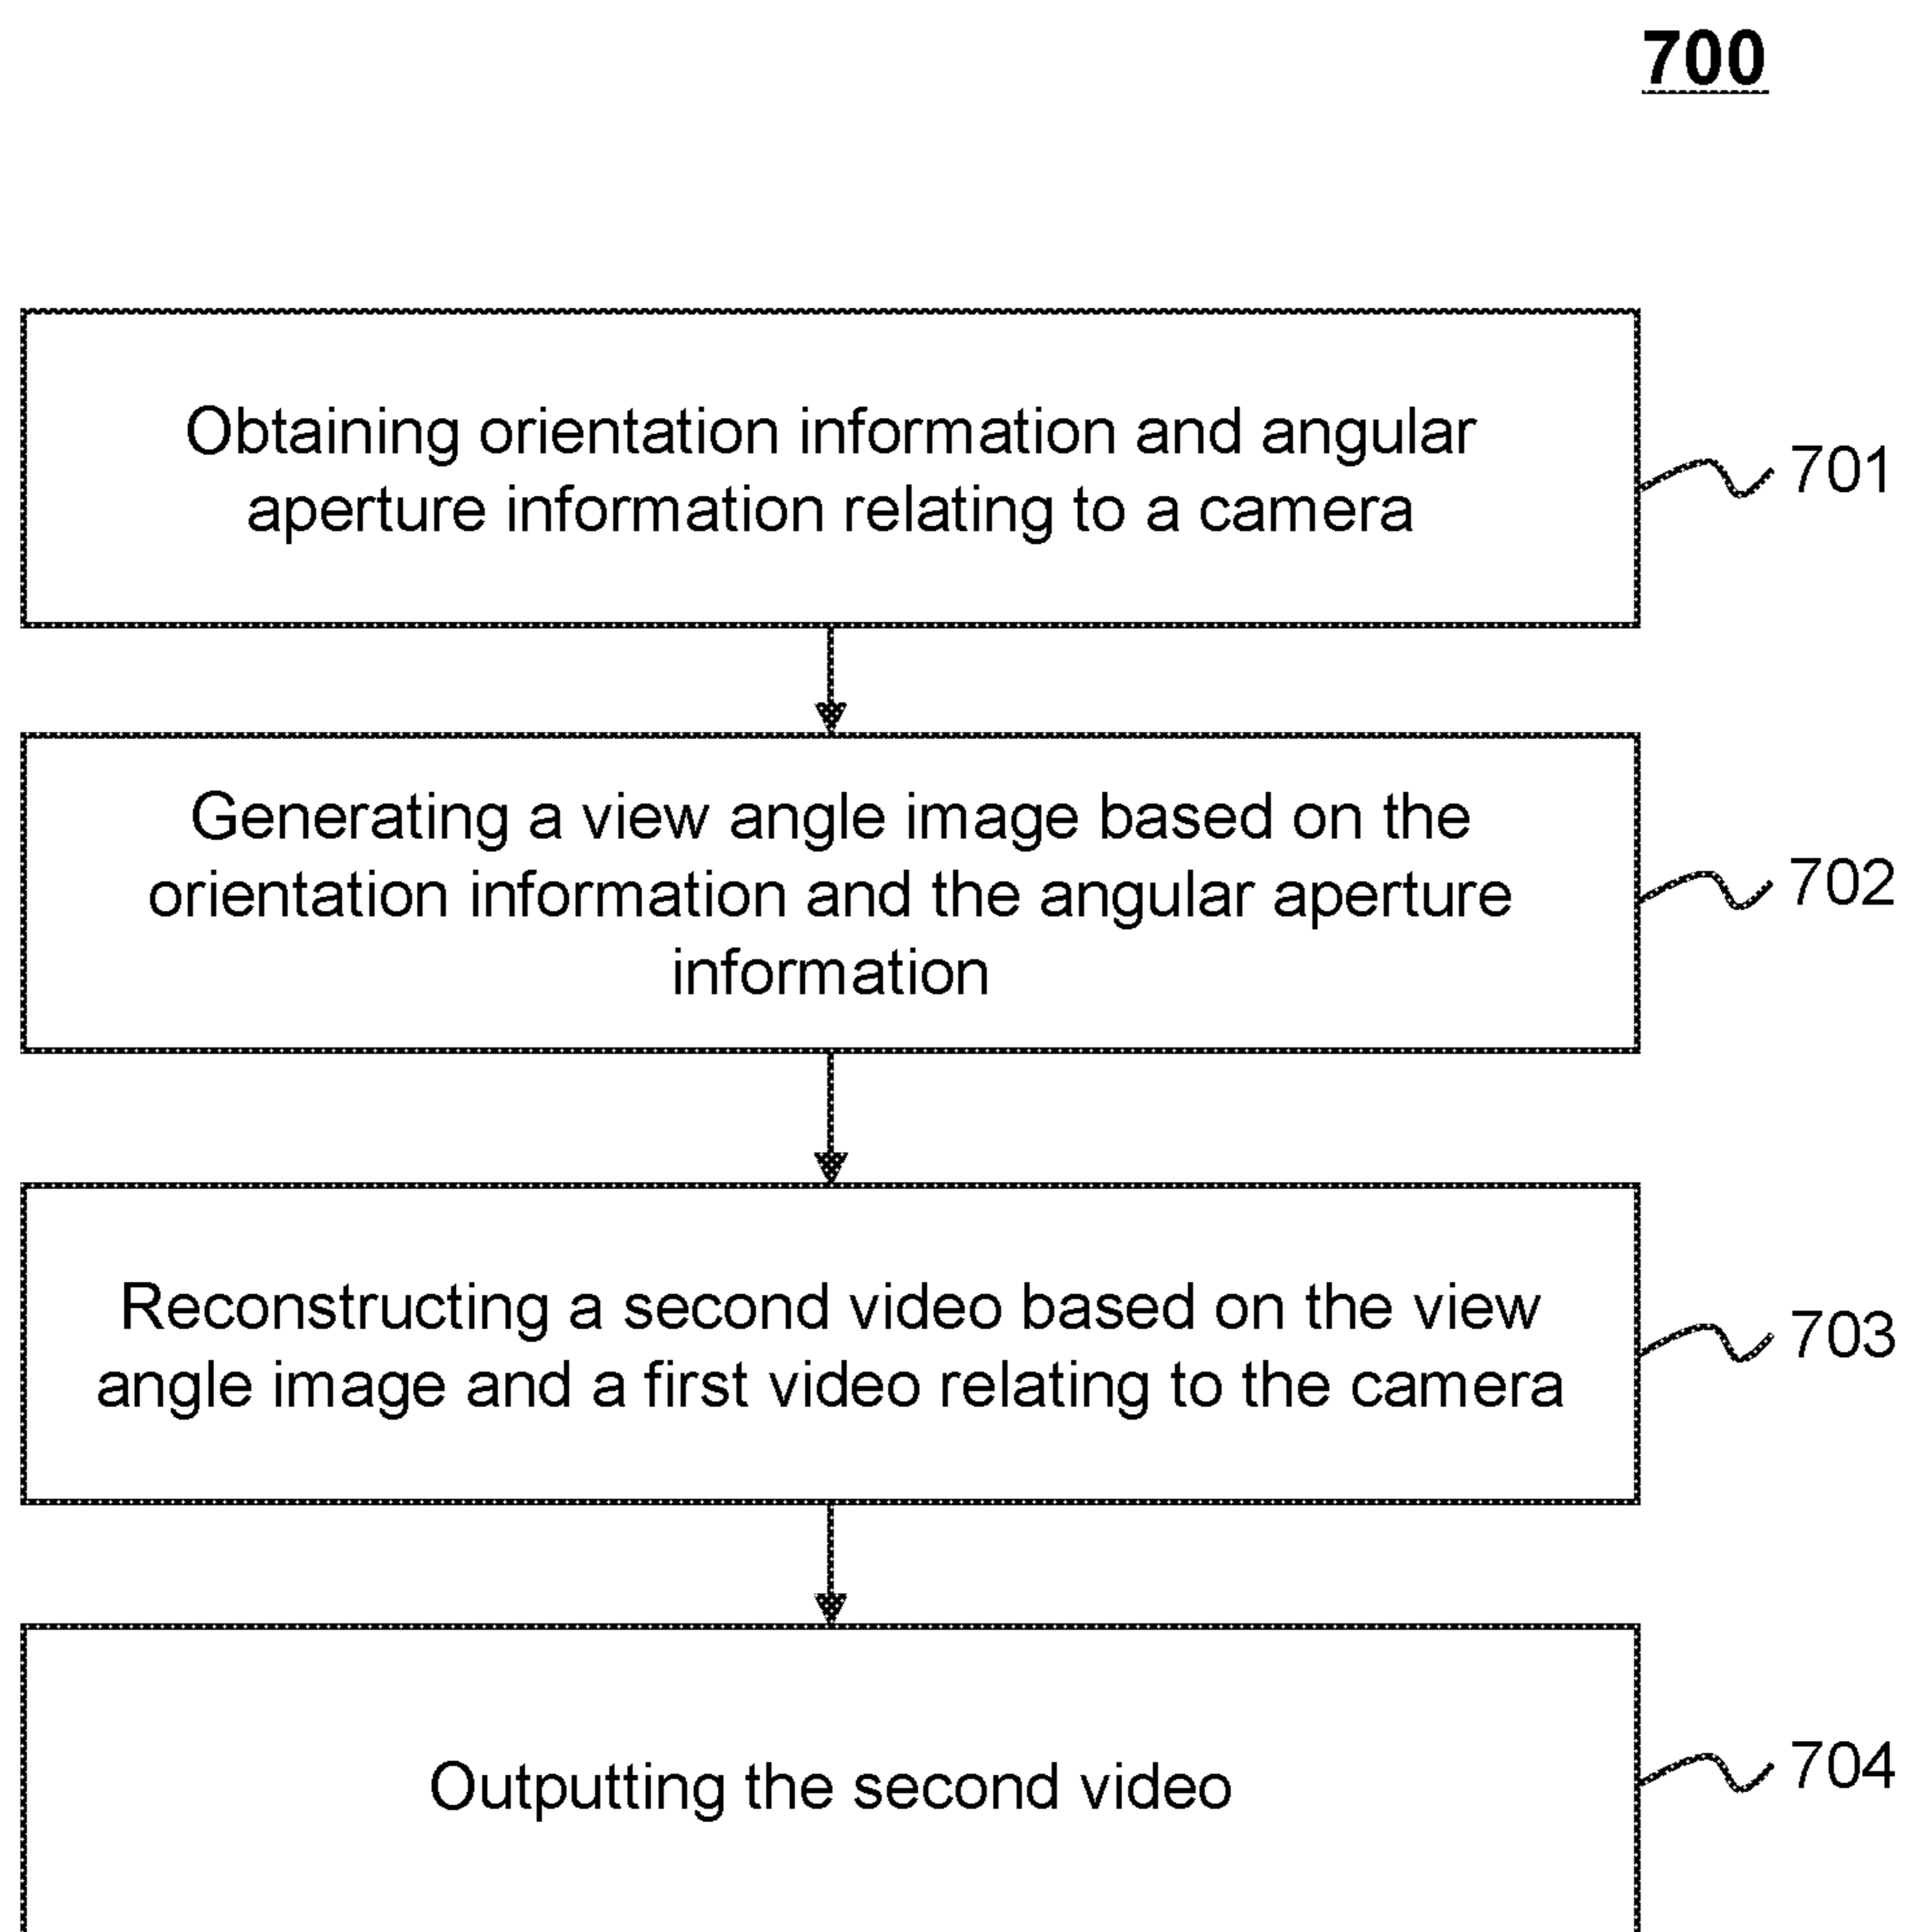 700
Obtaining orientation information and angular
aperture information relating to a camera
701
Generating a view angle image based on the
orientation information and the angular aperture
information
702
Reconstructing a second video based on the view
angle image and a first video relating to the camera
703
Outputting the second video
704